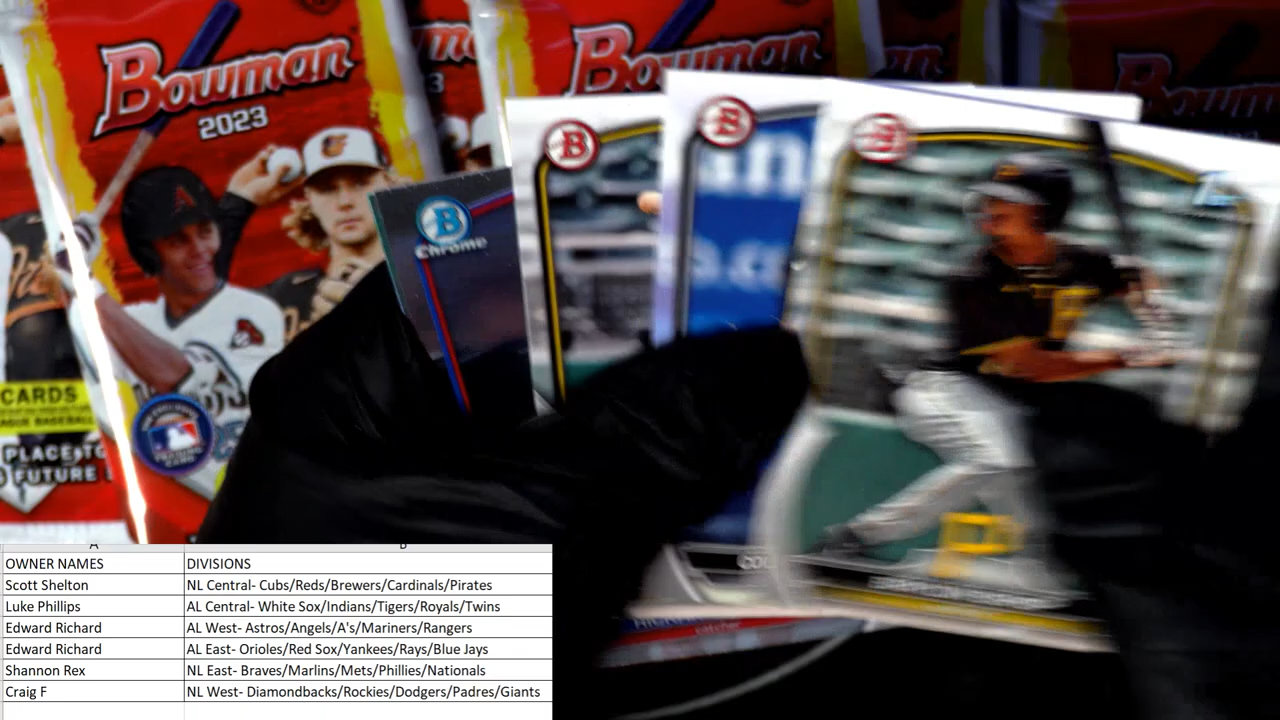 Bowman
2023
Bowman
Bowman
B
Chrome
B
B
B
CARDS
PLACE TO
FUTURE
catcher
A B
OWNER NAMES DIVISIONS
Scott Shelton NL Central- Cubs/Reds/Brewers/Cardinals/Pirates
Luke Phillips AL Central- White Sox/Indians/Tigers/Royals/Twins
Edward Richard AL West- Astros/Angels/A's/Mariners/Rangers
Edward Richard AL East- Orioles/Red Sox/Yankees/Rays/Blue Jays
Shannon Rex NL East- Braves/Marlins/Mets/Phillies/Nationals
Craig F NL West- Diamondbacks/Rockies/Dodgers/Padres/Giants